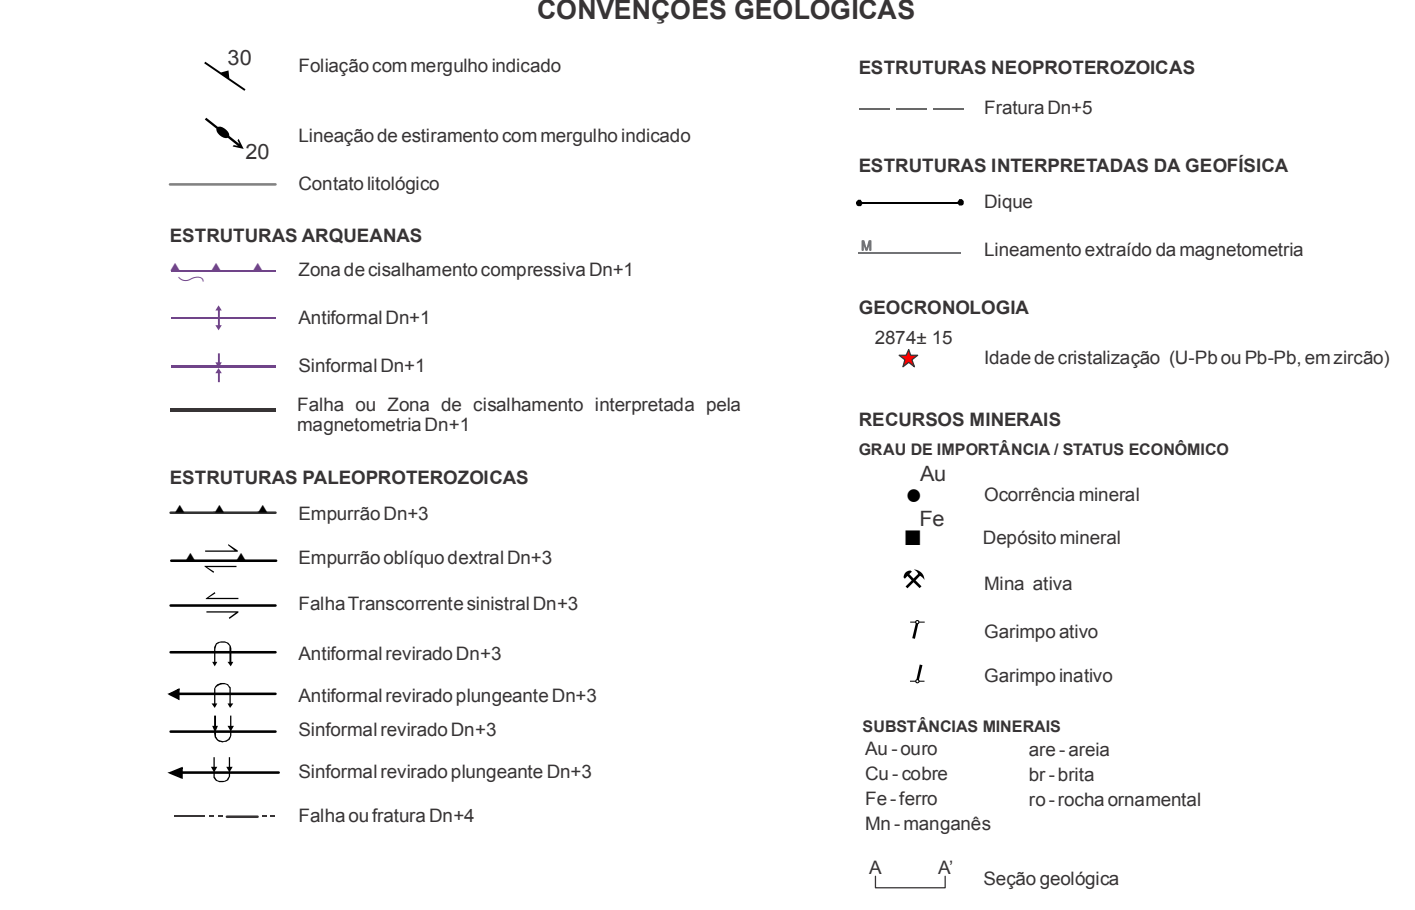 CONVENÇÕES GEOLÓGICAS
30
Foliação com mergulho indicado
20
Lineação de estiramento com mergulho indicado
Contato litológico
ESTRUTURAS ARQUEANAS
Zona de cisalhamento compressiva Dn+1
Antiformal Dn+1
Sinformal Dn+1
Falha ou Zona de cisalhamento interpretada pela
magnetometria Dn+1
ESTRUTURAS PALEOPROTEROZOICAS
Empurrão Dn+3
Empurrão oblíquo dextral Dn+3
Falha Transcorrente sinistral Dn+3
Antiformal revirado Dn+3
Antiformal revirado plungeante Dn+3
Sinformal revirado Dn+3
Sinformal revirado plungeante Dn+3
Falha ou fratura Dn+4
ESTRUTURAS NEOPROTEROZOICAS
Fratura Dn+5
ESTRUTURAS INTERPRETADAS DA GEOFÍSICA
Dique
M
Lineamento extraído da magnetometria
GEOCRONOLOGIA
2874± 15
Idade de cristalização (U-Pb ou Pb-Pb, em zircão)
RECURSOS MINERAIS
GRAU DE IMPORTÂNCIA / STATUS ECONÔMICO
Au
Ocorrência mineral
Fe
Depósito mineral
Mina ativa
Garimpo ativo
Garimpo inativo
SUBSTÂNCIAS MINERAIS
Au - ouro
Cu - cobre
Fe - ferro
Mn - manganês
are - areia
br - brita
ro - rocha ornamental
A A'
Seção geológica